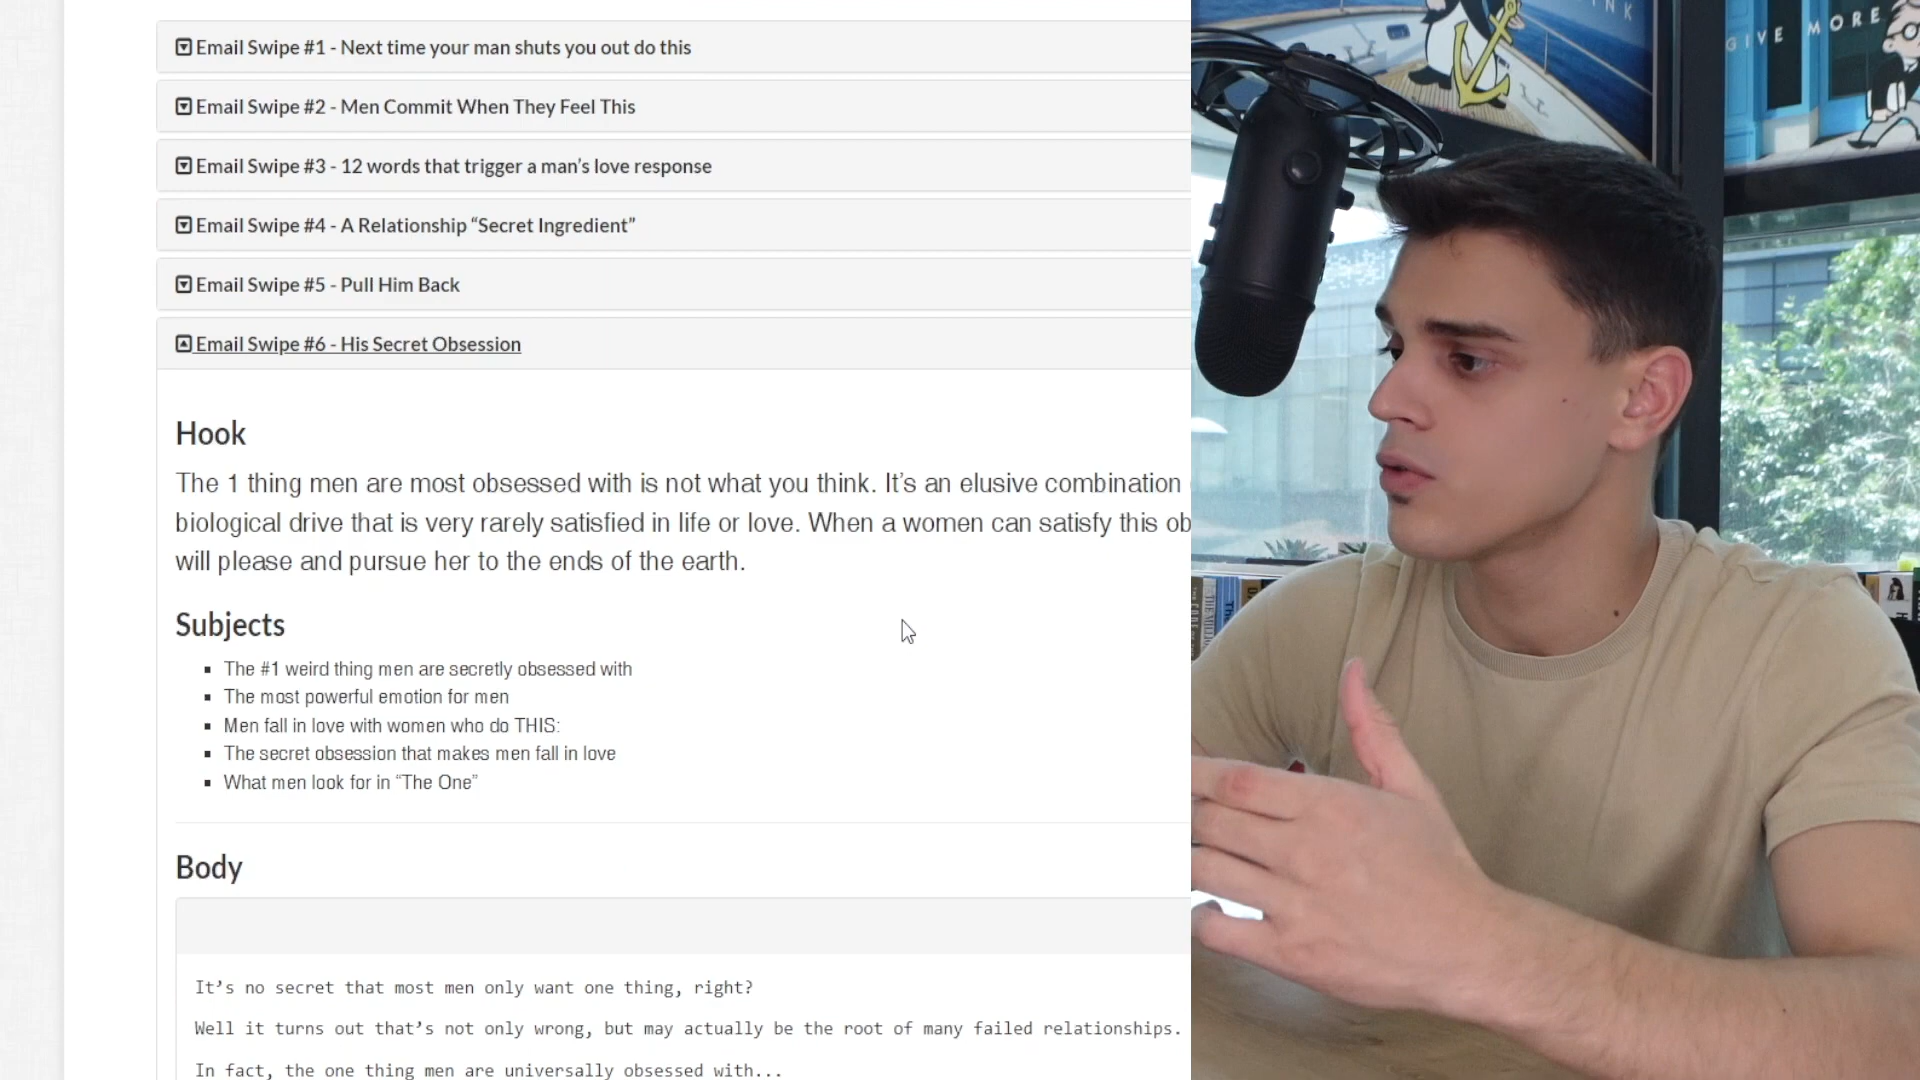 Email Swipe #1 - Next time your man shuts you out do this
Email Swipe #2 - Men Commit When They Feel This
Email Swipe #3 - 12 words that trigger a man’s love response
Email Swipe #4 - A Relationship “Secret Ingredient”
Email Swipe #5 - Pull Him Back
Email Swipe #6 - His Secret Obsession
Hook
The 1 thing men are most obsessed with is not what you think. It’s an elusive combination
biological drive that is very rarely satisfied in life or love. When a women can satisfy this ob
will please and pursue her to the ends of the earth.
Subjects
The #1 weird thing men are secretly obsessed with
The most powerful emotion for men
Men fall in love with women who do THIS:
The secret obsession that makes men fall in love
What men look for in “The One”
Body
It’s no secret that most men only want one thing, right?
Well it turns out that’s not only wrong, but may actually be the root of many failed relationships.
In fact, the one thing men are universally obsessed with...
GIVE MORE